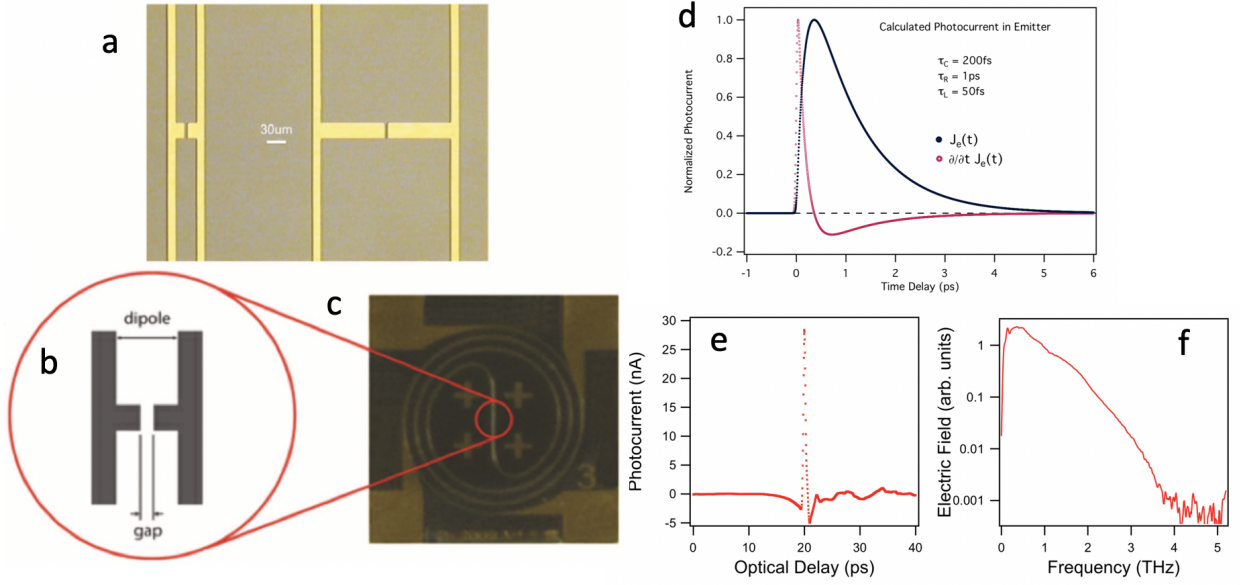 a
30um
b
dipole
gap
c
3
d
Calculated Photocurrent in Emitter
τC = 200fs
τR = 1ps
τL = 50fs
Je(t)
∂/∂t Je(t)
Normalized Photocurrent
1.0
0.8
0.6
0.4
0.2
0.0
-0.2
-1 0 1 2 3 4 5 6
Time Delay (ps)
e
Photocurrent (nA)
30
25
20
15
10
5
0
-5
0 10 20 30 40
Optical Delay (ps)
f
Electric Field (arb. units)
1
0.1
0.01
0.001
0 1 2 3 4 5
Frequency (THz)